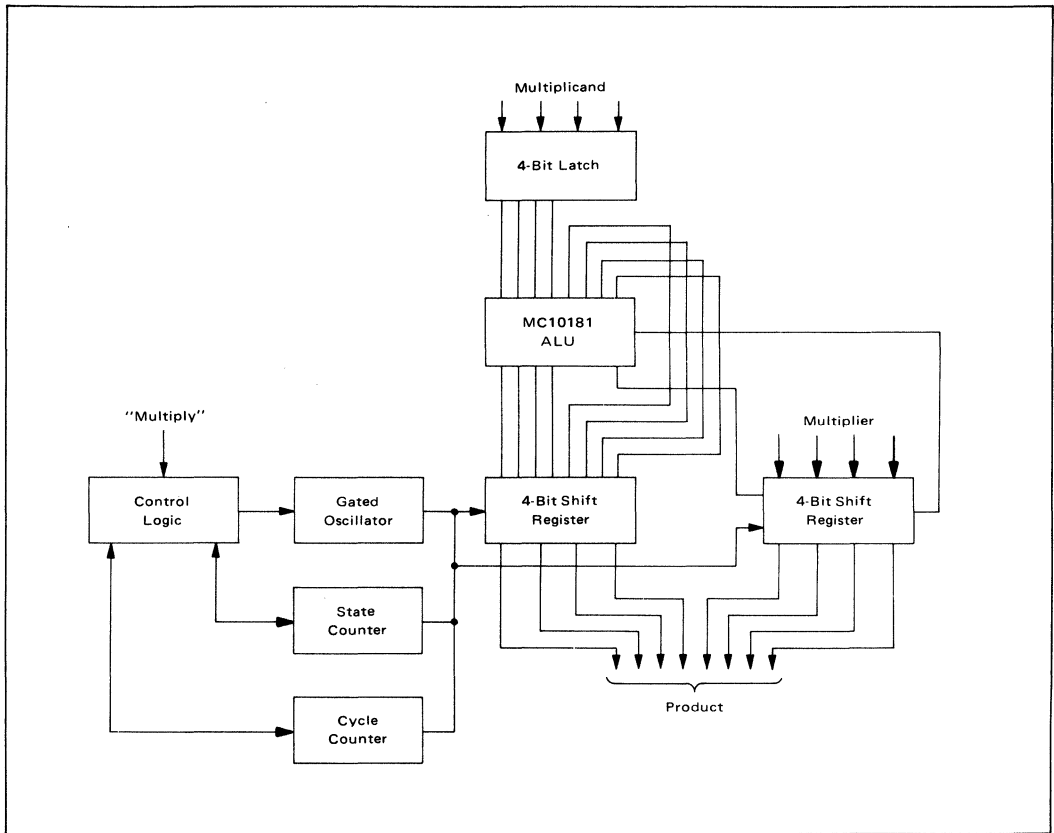 Multiplicand
4-Bit Latch
MC10181
ALU
"Multiply"
Multiplier
Control
Logic
Gated
Oscillator
4-Bit Shift
Register
4-Bit Shift
Register
State
Counter
Cycle
Counter
Product